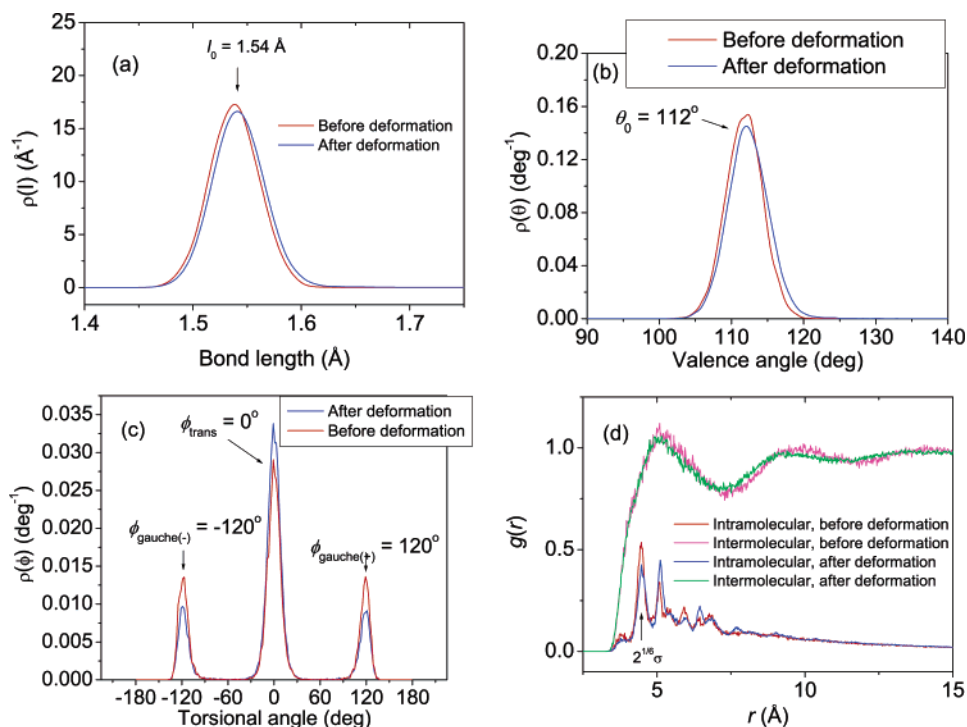 (a)
l₀ = 1.54 Å
Before deformation
After deformation
25
20
15
10
5
0
ρ(l) (Å⁻¹)
1.4 1.5 1.6 1.7
Bond length (Å)
Before deformation
After deformation
(b)
θ₀ = 112°
0.20
0.16
0.12
0.08
0.04
0.00
ρ(θ) (deg⁻¹)
90 100 110 120 130 140
Valence angle (deg)
(c)
After deformation
Before deformation
ϕtrans = 0°
ϕgauche(-) = -120°
ϕgauche(+) = 120°
0.035
0.030
0.025
0.020
0.015
0.010
0.005
0.000
ρ(ϕ) (deg⁻¹)
-180 -120 -60 0 60 120 180
Torsional angle (deg)
(d)
Intramolecular, before deformation
Intermolecular, before deformation
Intramolecular, after deformation
Intermolecular, after deformation
2^1/6σ
1.0
0.5
0.0
g(r)
5 10 15
r (Å)